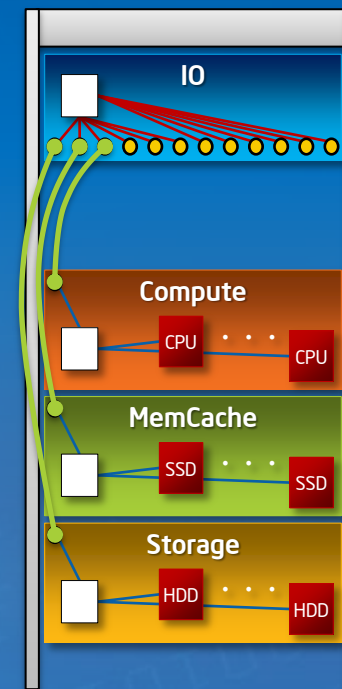 IO
Compute
CPU . . . CPU
MemCache
SSD . . . SSD
Storage
HDD . . . HDD